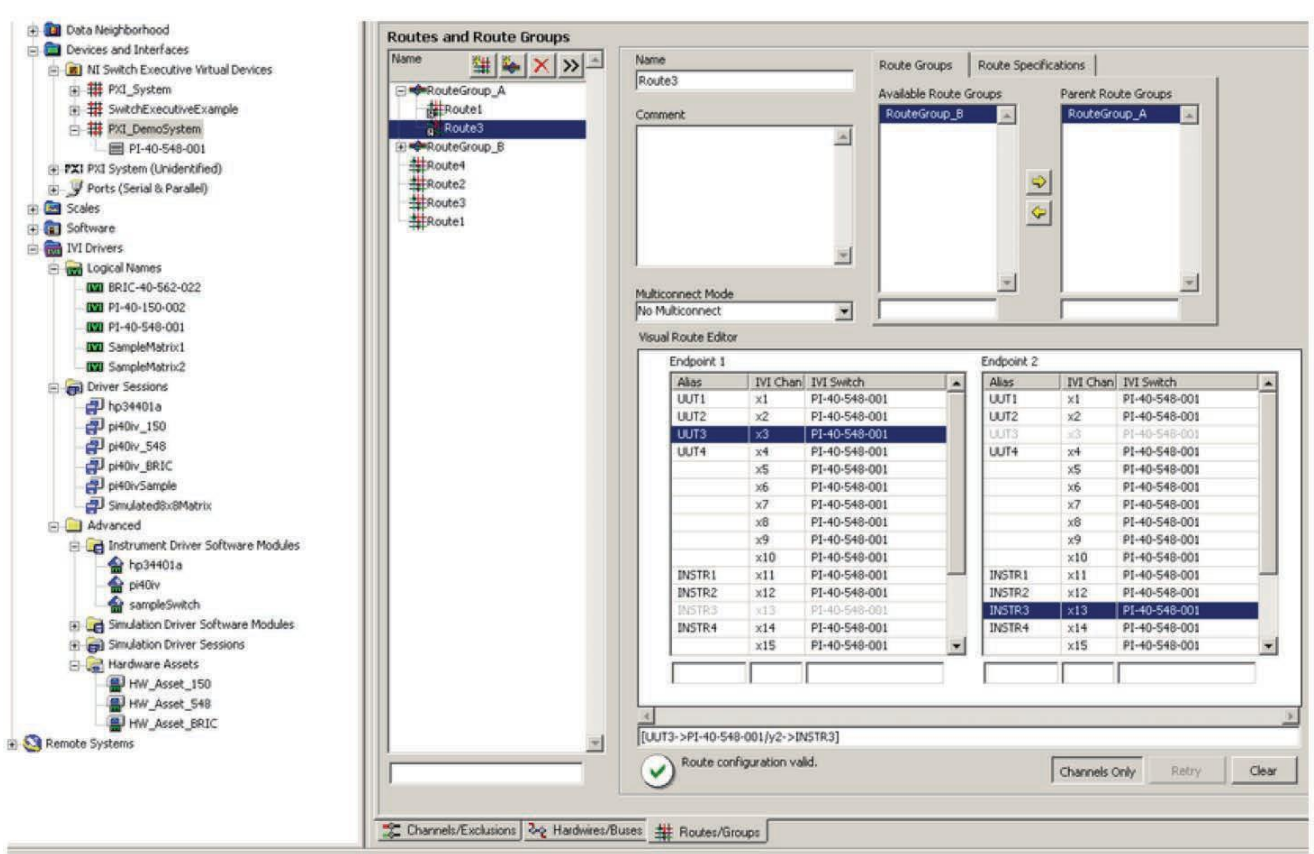 Data Neighborhood
Devices and Interfaces
NI Switch Executive Virtual Devices
PXI_System
SwitchExecutiveExample
PXI_DemoSystem
PI-40-548-001
PXI PXI System (Unidentified)
Ports (Serial & Parallel)
Scales
Software
IVI Drivers
Logical Names
IVI BRIC-40-562-022
IVI PI-40-150-002
IVI PI-40-548-001
IVI SampleMatrix1
IVI SampleMatrix2
Driver Sessions
hp34401a
pi40iv_150
pi40iv_548
pi40iv_BRIC
pi40ivSample
Simulated8x8Matrix
Advanced
Instrument Driver Software Modules
hp34401a
pi40iv
sampleSwitch
Simulation Driver Software Modules
Simulation Driver Sessions
Hardware Assets
HW_Asset_150
HW_Asset_548
HW_Asset_BRIC
Remote Systems
Routes and Route Groups
Name
RouteGroup_A
Route1
Route3
RouteGroup_B
Route4
Route2
Route3
Route1
Name
Route3
Comment
Multiconnect Mode
No Multiconnect
Route Groups Route Specifications
Available Route Groups Parent Route Groups
RouteGroup_B RouteGroup_A
Visual Route Editor
Endpoint 1 Endpoint 2
Alias IVI Chan IVI Switch Alias IVI Chan IVI Switch
UUT1 x1 PI-40-548-001 UUT1 x1 PI-40-548-001
UUT2 x2 PI-40-548-001 UUT2 x2 PI-40-548-001
UUT3 x3 PI-40-548-001 UUT3 x3 PI-40-548-001
UUT4 x4 PI-40-548-001 UUT4 x4 PI-40-548-001
x5 PI-40-548-001 x5 PI-40-548-001
x6 PI-40-548-001 x6 PI-40-548-001
x7 PI-40-548-001 x7 PI-40-548-001
x8 PI-40-548-001 x8 PI-40-548-001
x9 PI-40-548-001 x9 PI-40-548-001
x10 PI-40-548-001 x10 PI-40-548-001
INSTR1 x11 PI-40-548-001 INSTR1 x11 PI-40-548-001
INSTR2 x12 PI-40-548-001 INSTR2 x12 PI-40-548-001
INSTR3 x13 PI-40-548-001 INSTR3 x13 PI-40-548-001
INSTR4 x14 PI-40-548-001 INSTR4 x14 PI-40-548-001
x15 PI-40-548-001 x15 PI-40-548-001
[UUT3->PI-40-548-001/y2->INSTR3]
Route configuration valid.
Channels Only Retry Clear
Channels/Exclusions Hardwires/Buses Routes/Groups